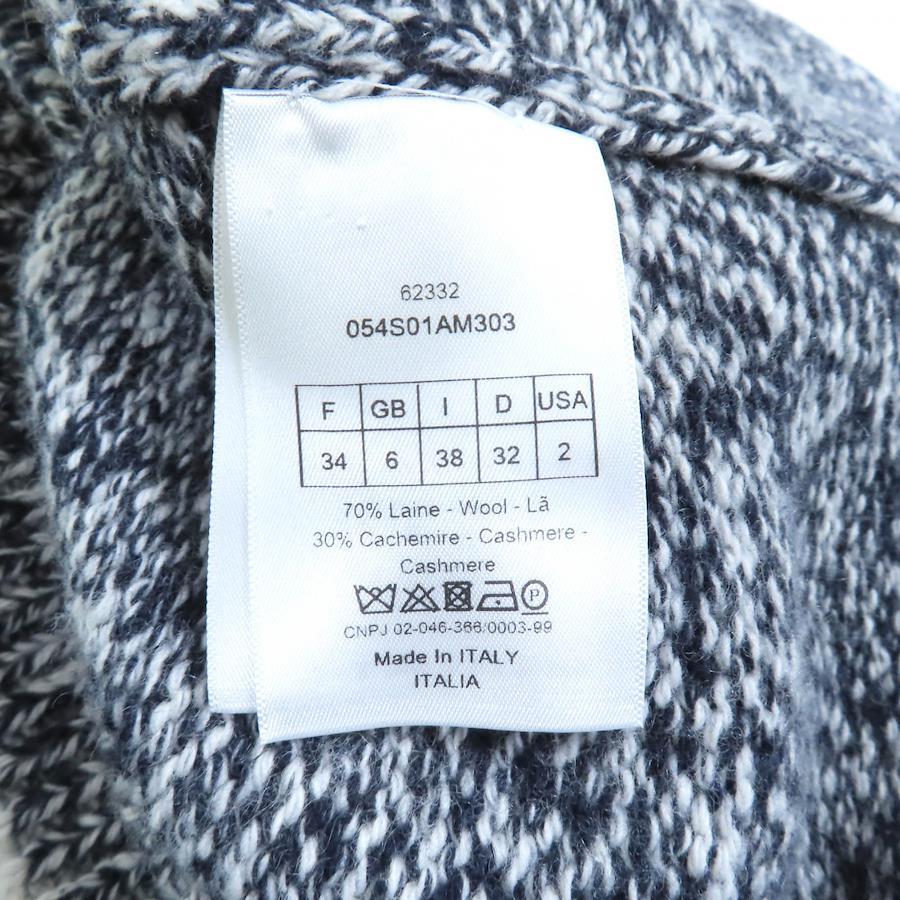 62332
054S01AM303
F GB I D USA
34 6 38 32 2
70% Laine - Wool - Lã
30% Cachemire - Cashmere -
Cashmere
P
CNPJ 02-046-366/0003-99
Made In ITALY
ITALIA